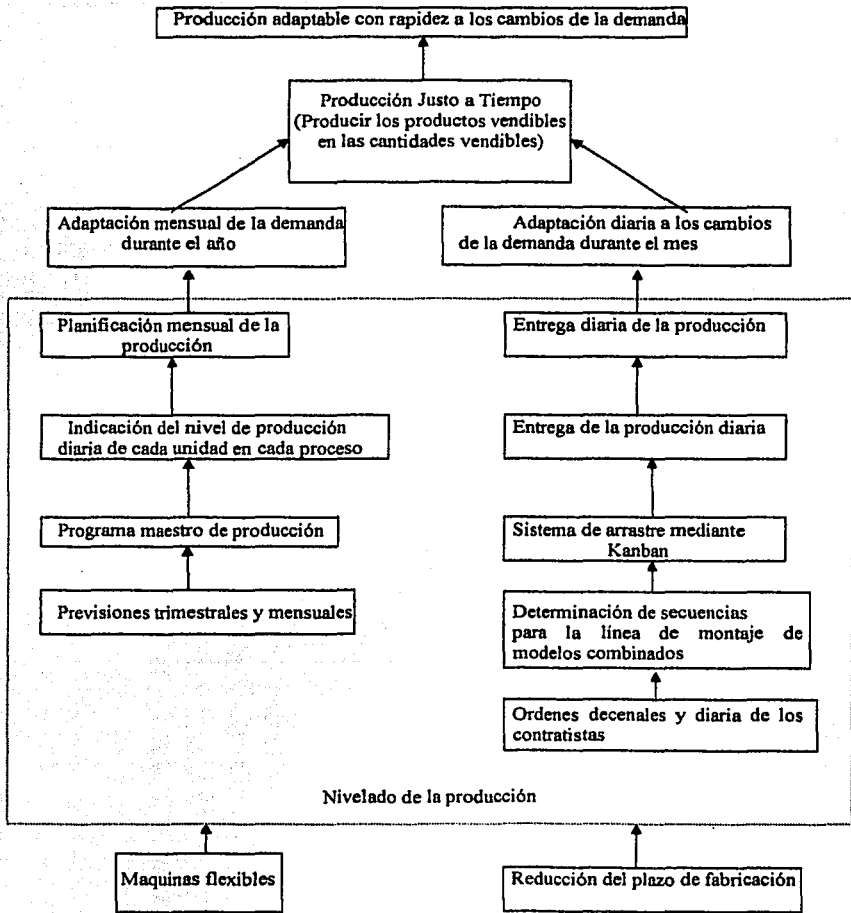 Producción adaptable con rapidez a los cambios de la demanda
Producción Justo a Tiempo
(Producir los productos vendibles
en las cantidades vendibles)
Adaptación mensual de la demanda
durante el año
Adaptación diaria a los cambios
de la demanda durante el mes
Planificación mensual de la
producción
Entrega diaria de la producción
Indicación del nivel de producción
diaria de cada unidad en cada proceso
Entrega de la producción diaria
Programa maestro de producción
Sistema de arrastre mediante
Kanban
Previsiones trimestrales y mensuales
Determinación de secuencias
para la línea de montaje de
modelos combinados
Ordenes decenales y diaria de los
contratistas
Nivelado de la producción
Maquinas flexibles
Reducción del plazo de fabricación